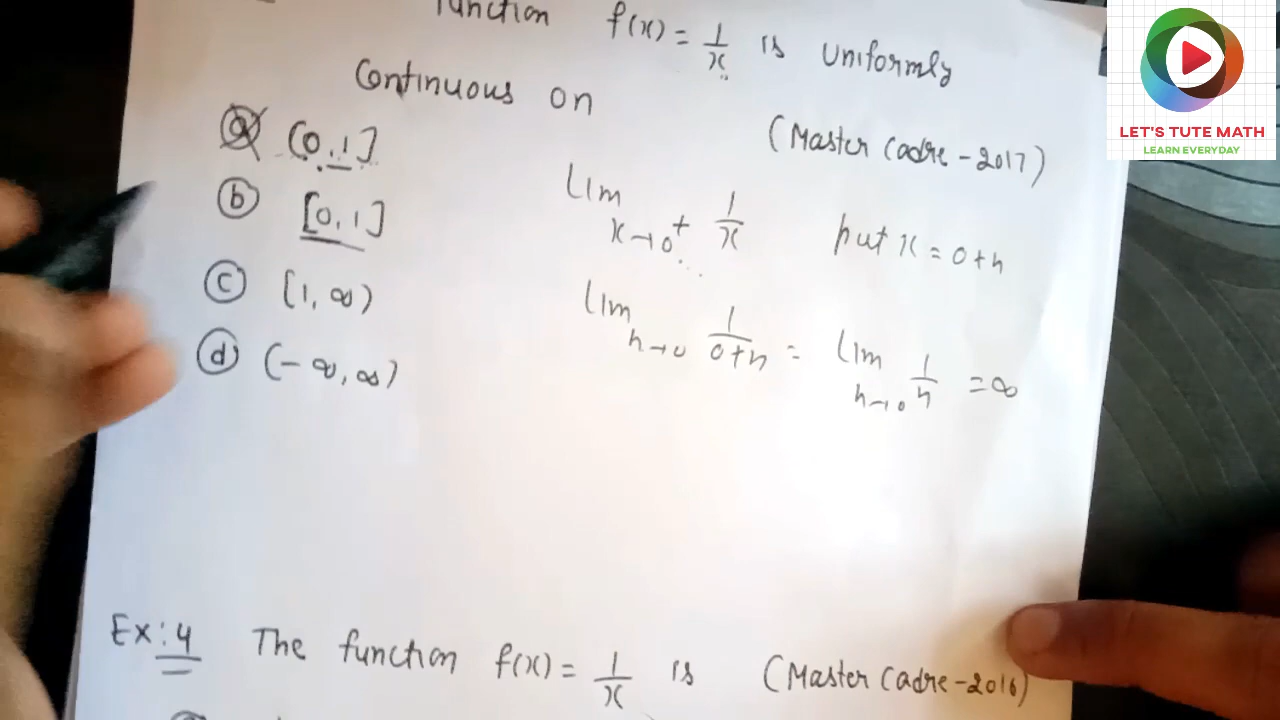 function f(x) = 1/x is uniformly
Continuous on
(Master Cadre - 2017)
ⓐ (0, 1]
ⓑ [0, 1]
ⓒ [1, ∞)
ⓓ (-∞, ∞)
Lim x→0⁺ 1/x put x = 0+h
Lim h→0 1/(0+h) = Lim h→0 1/h = ∞
Ex:4 The function f(x) = 1/x is (Master Cadre-2016)
LET'S TUTE MATH
LEARN EVERYDAY